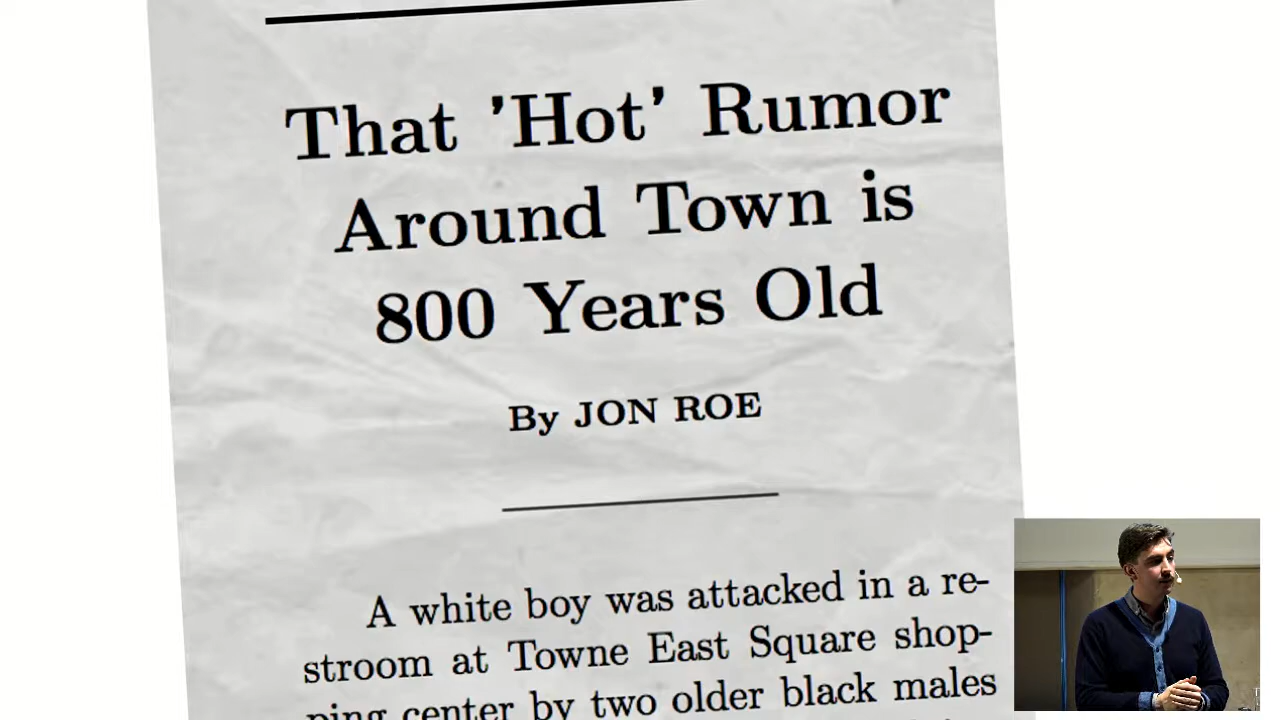 That 'Hot' Rumor
Around Town is
800 Years Old
By JON ROE
A white boy was attacked in a re-
stroom at Towne East Square shop-
ping center by two older black males